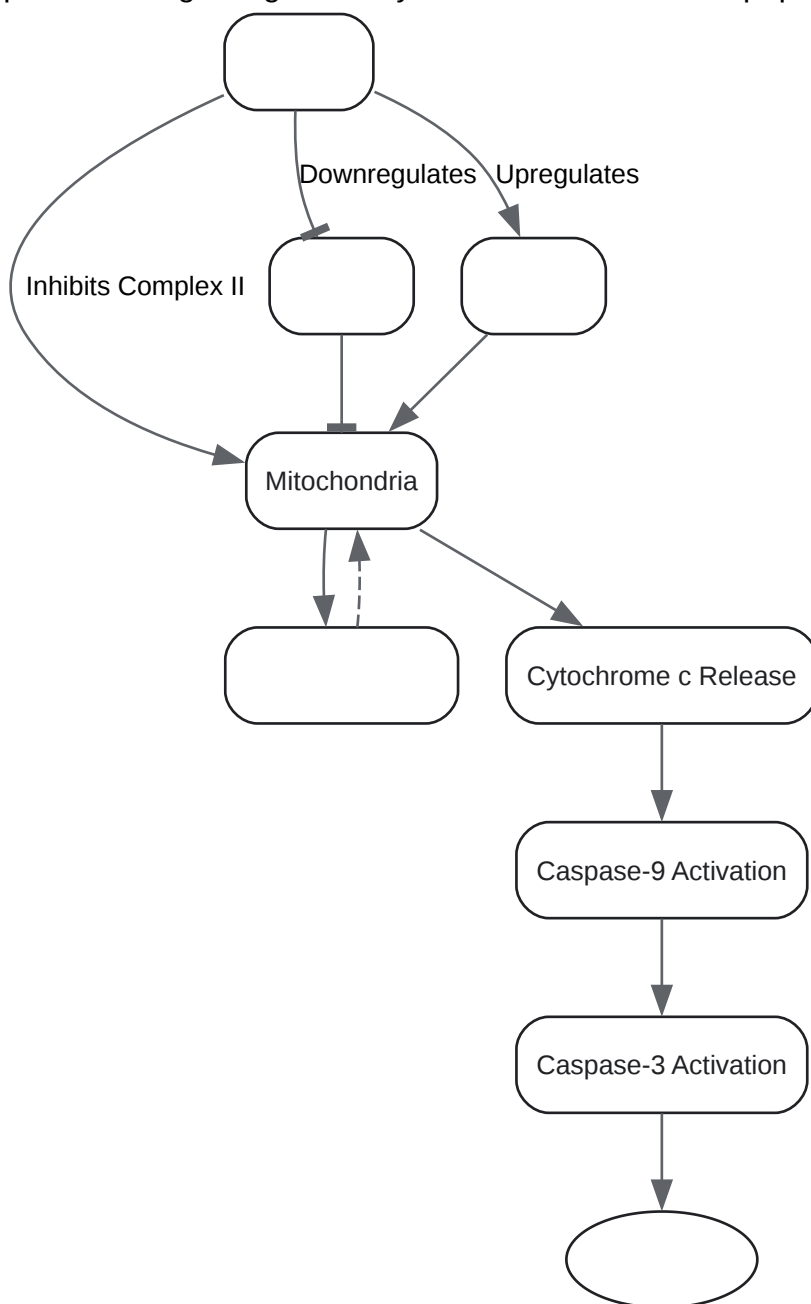 Downregulates
Upregulates
Inhibits Complex II
Mitochondria
Cytochrome c Release
Caspase-9 Activation
Caspase-3 Activation